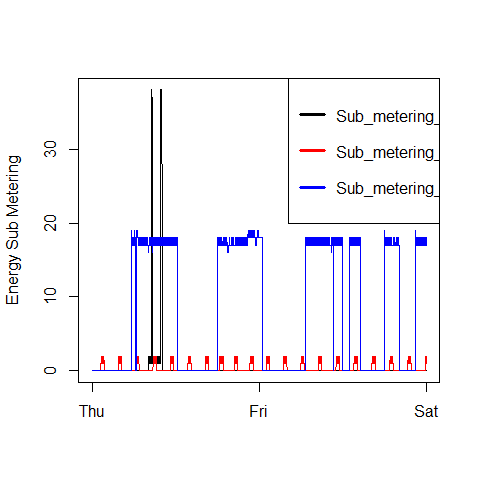 Energy Sub Metering
30
20
10
0
Sub_metering_
Sub_metering_
Sub_metering_
Thu Fri Sat